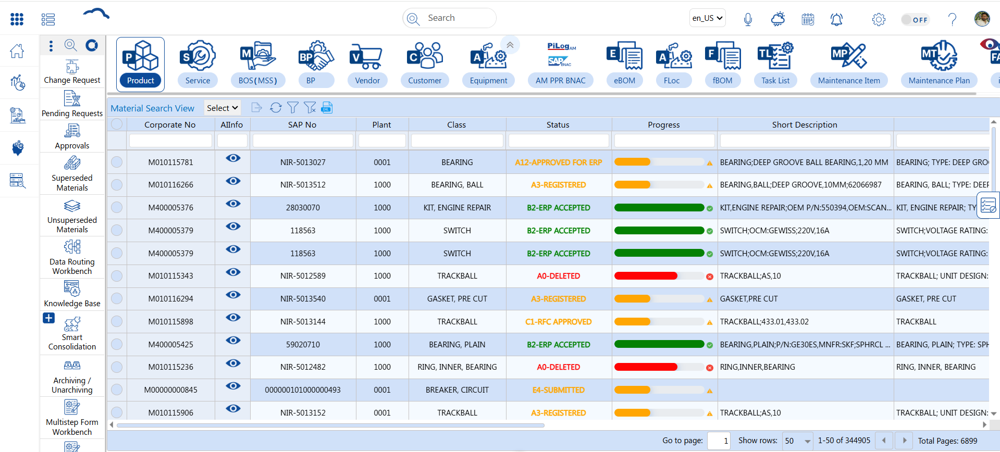 Search
en_US
OFF
Change Request
Pending Requests
Approvals
Superseded
Materials
Unsuperseded
Materials
Data Routing
Workbench
Knowledge Base
Smart
Consolidation
Archiving /
Unarchiving
Multistep Form
Workbench
P
Product
S
Service
M
BOS(MSS)
BP
BP
V
Vendor
C
Customer
A
Equipment
PiLog AM
SAP
BNAC
AM PPR BNAC
E
eBOM
A
FLoc
F
fBOM
TL
Task List
MP
Maintenance Item
MT
Maintenance Plan
FA
Material Search View Select XML
Corporate No AIInfo SAP No Plant Class Status Progress Short Description
M010115781 NIR-5013027 0001 BEARING A12-APPROVED FOR ERP BEARING;DEEP GROOVE BALL BEARING,1,20 MM BEARING; TYPE: DEEP GRO
M010116266 NIR-5013512 1000 BEARING, BALL A3-REGISTERED BEARING,BALL;DEEP GROOVE,10MM;62066987 BEARING, BALL; TYPE: DEEP
M400005376 28030070 1000 KIT, ENGINE REPAIR B2-ERP ACCEPTED KIT,ENGINE REPAIR;OEM P/N:550394,OEM:SCAN... KIT, ENGINE REPAIR; TY
M400005379 118563 1000 SWITCH B2-ERP ACCEPTED SWITCH;OCM:GEWISS;220V,16A SWITCH;VOLTAGE RATING:
M400005379 118563 1000 SWITCH B2-ERP ACCEPTED SWITCH;OCM:GEWISS;220V,16A SWITCH;VOLTAGE RATING:
M010115343 NIR-5012589 1000 TRACKBALL A0-DELETED TRACKBALL;AS,10 TRACKBALL; UNIT DESIGN:
M010116294 NIR-5013540 0001 GASKET, PRE CUT A3-REGISTERED GASKET,PRE CUT GASKET, PRE CUT
M010115898 NIR-5013144 1000 TRACKBALL C1-RFC APPROVED TRACKBALL;433.01,433.02 TRACKBALL
M400005425 59020710 1000 BEARING, PLAIN B2-ERP ACCEPTED BEARING,PLAIN;P/N:GE30ES,MNFR:SKF;SPHRCL ... BEARING, PLAIN; TYPE: SPH
M010115236 NIR-5012482 1000 RING, INNER, BEARING A0-DELETED RING,INNER,BEARING RING, INNER, BEARING
M00000000845 000000101000000493 0001 BREAKER, CIRCUIT E4-SUBMITTED
M010115906 NIR-5013152 0001 TRACKBALL A3-REGISTERED TRACKBALL;AS,10 TRACKBALL; UNIT DESIGN:
Go to page: 1 Show rows: 50 1-50 of 344905 Total Pages: 6899